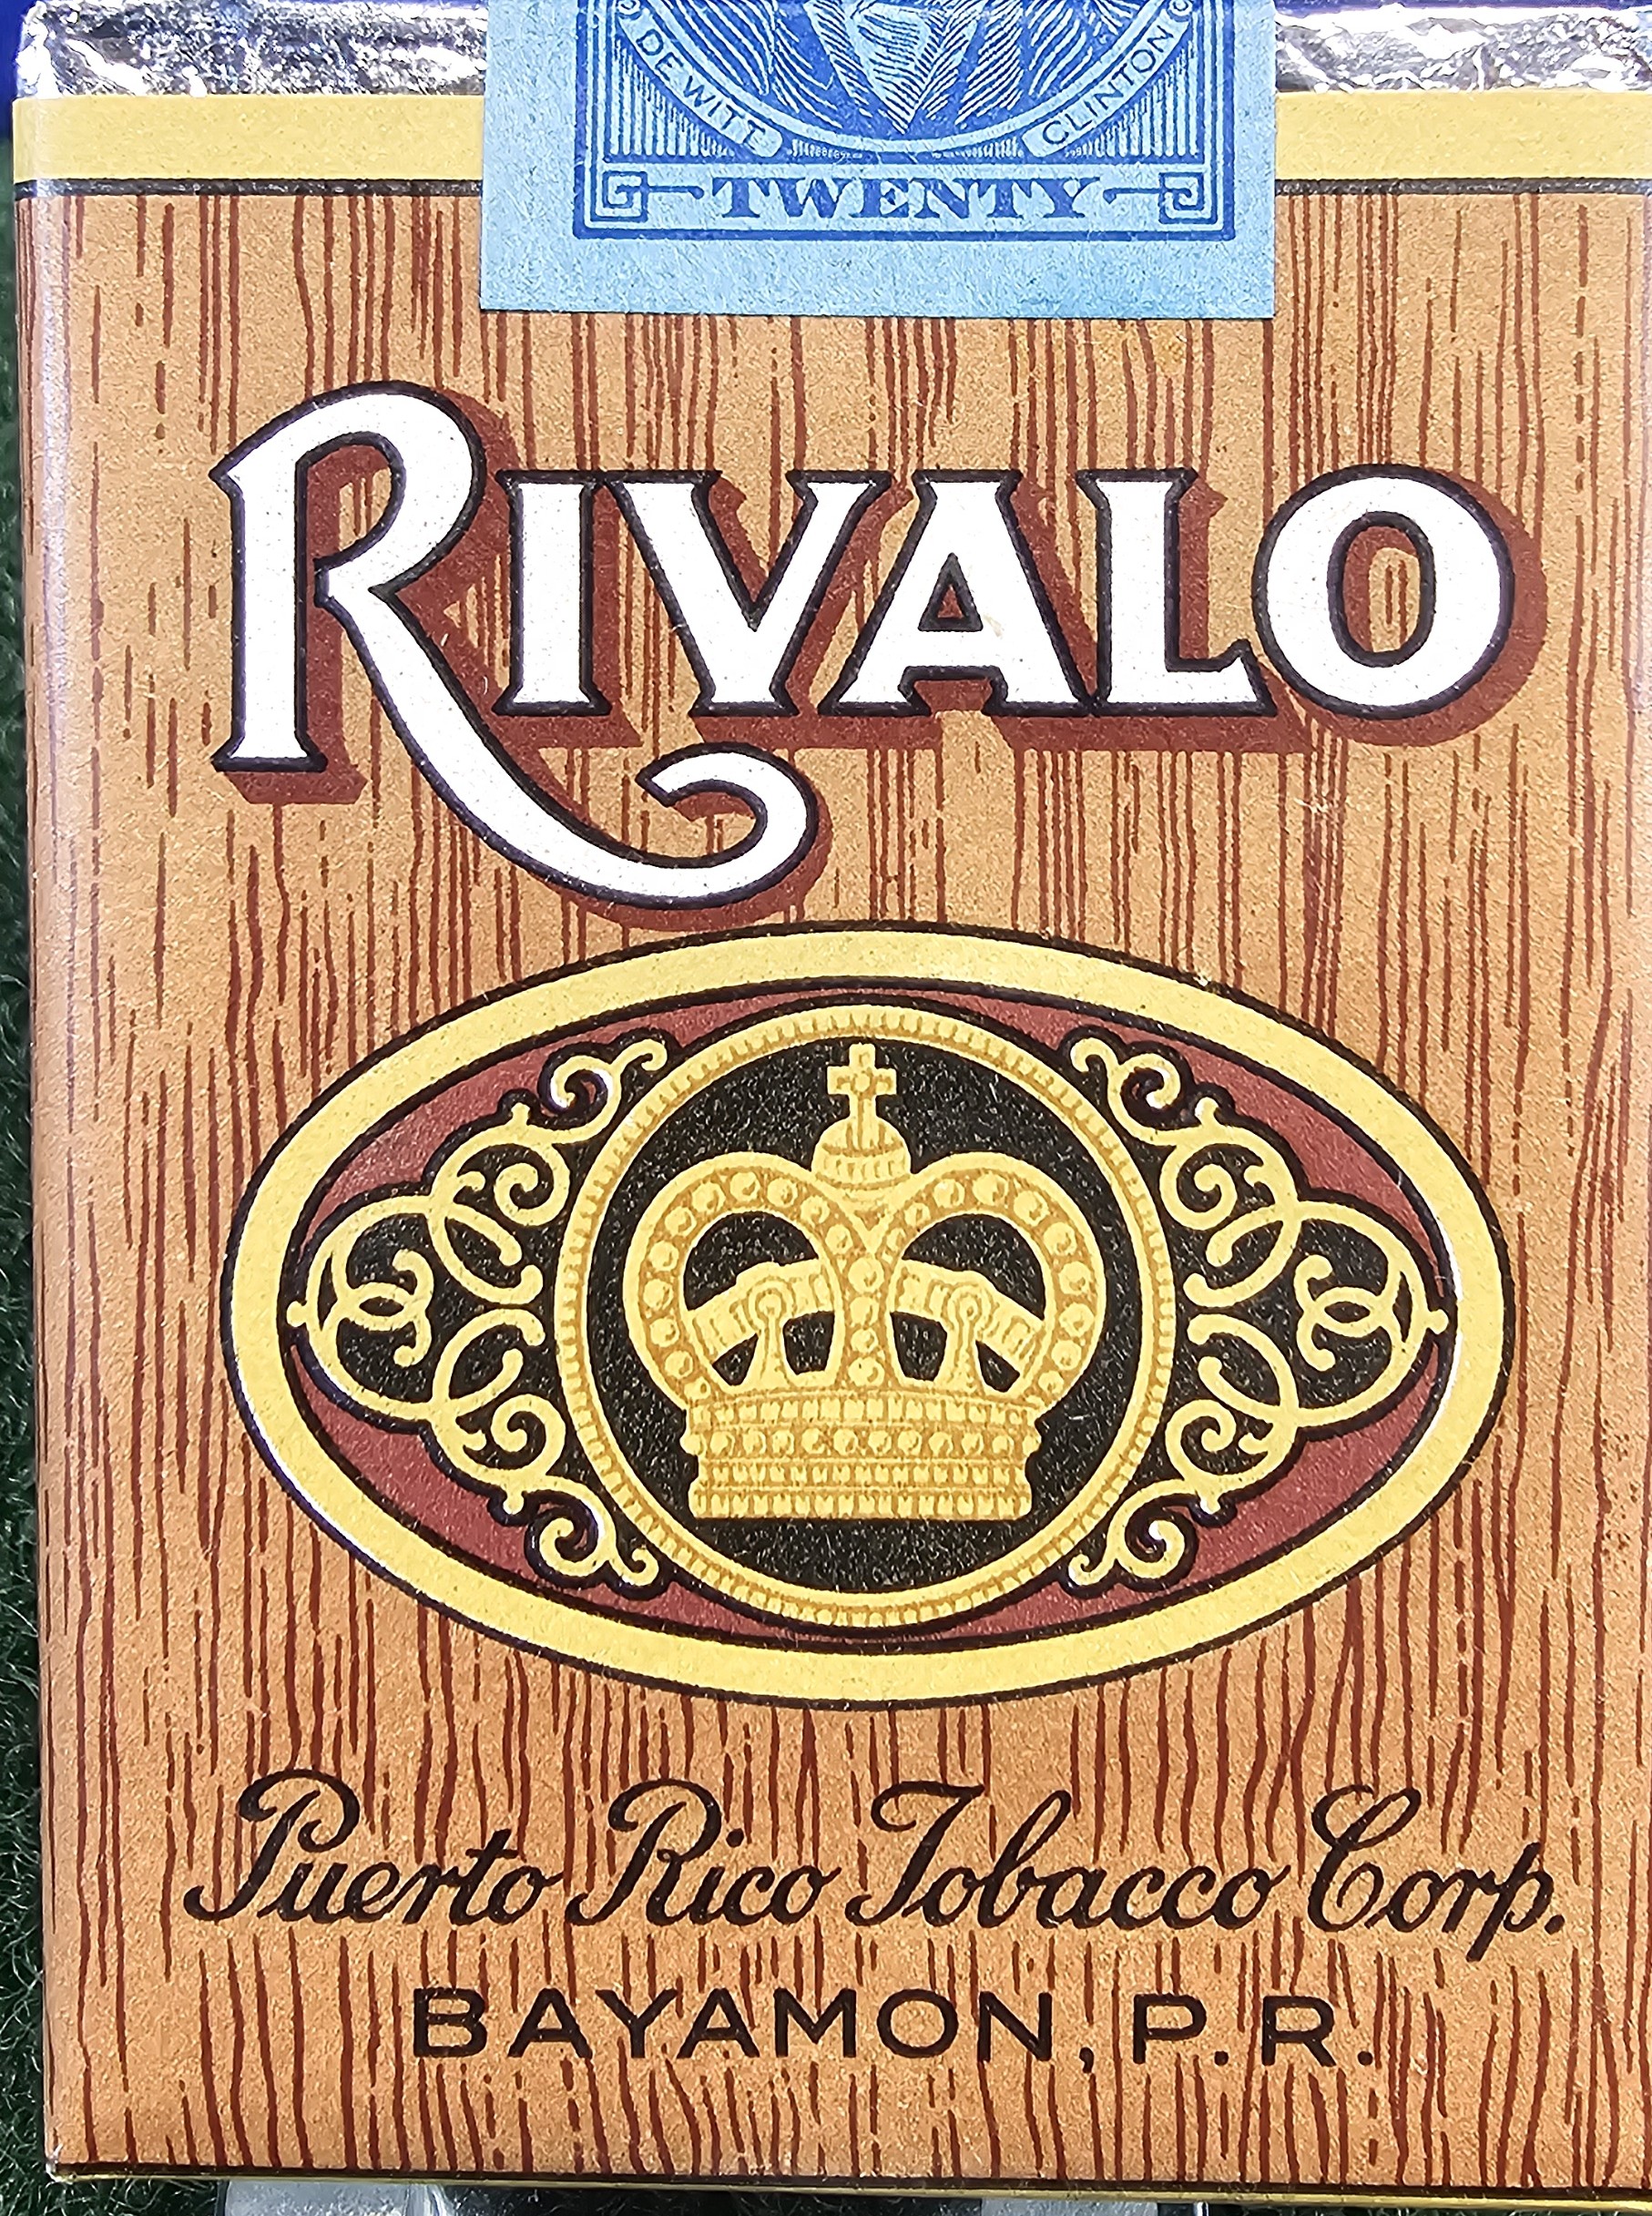 DE WITT CLINTON
TWENTY
RIVALO
Puerto Rico Tobacco Corp.
BAYAMON, P.R.